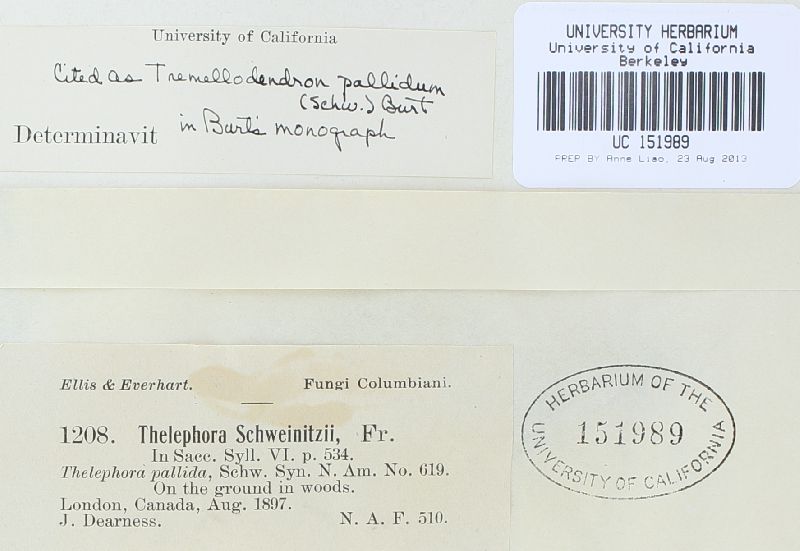 University of California
Cited as Tremellodendron pallidum
(Schw.) Burt
Determinavit in Burt's monograph
UNIVERSITY HERBARIUM
University of California
Berkeley
UC 151989
PREP BY Anne Liao, 23 Aug 2013
Ellis & Everhart. Fungi Columbiani.
1208. Thelephora Schweinitzii, Fr.
In Sacc. Syll. VI. p. 534.
Thelephora pallida, Schw. Syn. N. Am. No. 619.
On the ground in woods.
London, Canada, Aug. 1897.
J. Dearness. N. A. F. 510.
HERBARIUM OF THE
151989
UNIVERSITY OF CALIFORNIA